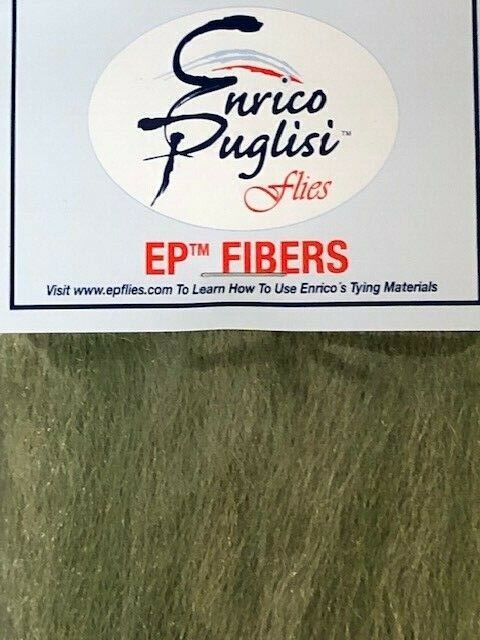 Enrico
Puglisi™
flies
EP™ FIBERS
Visit www.epflies.com To Learn How To Use Enrico´s Tying Materials